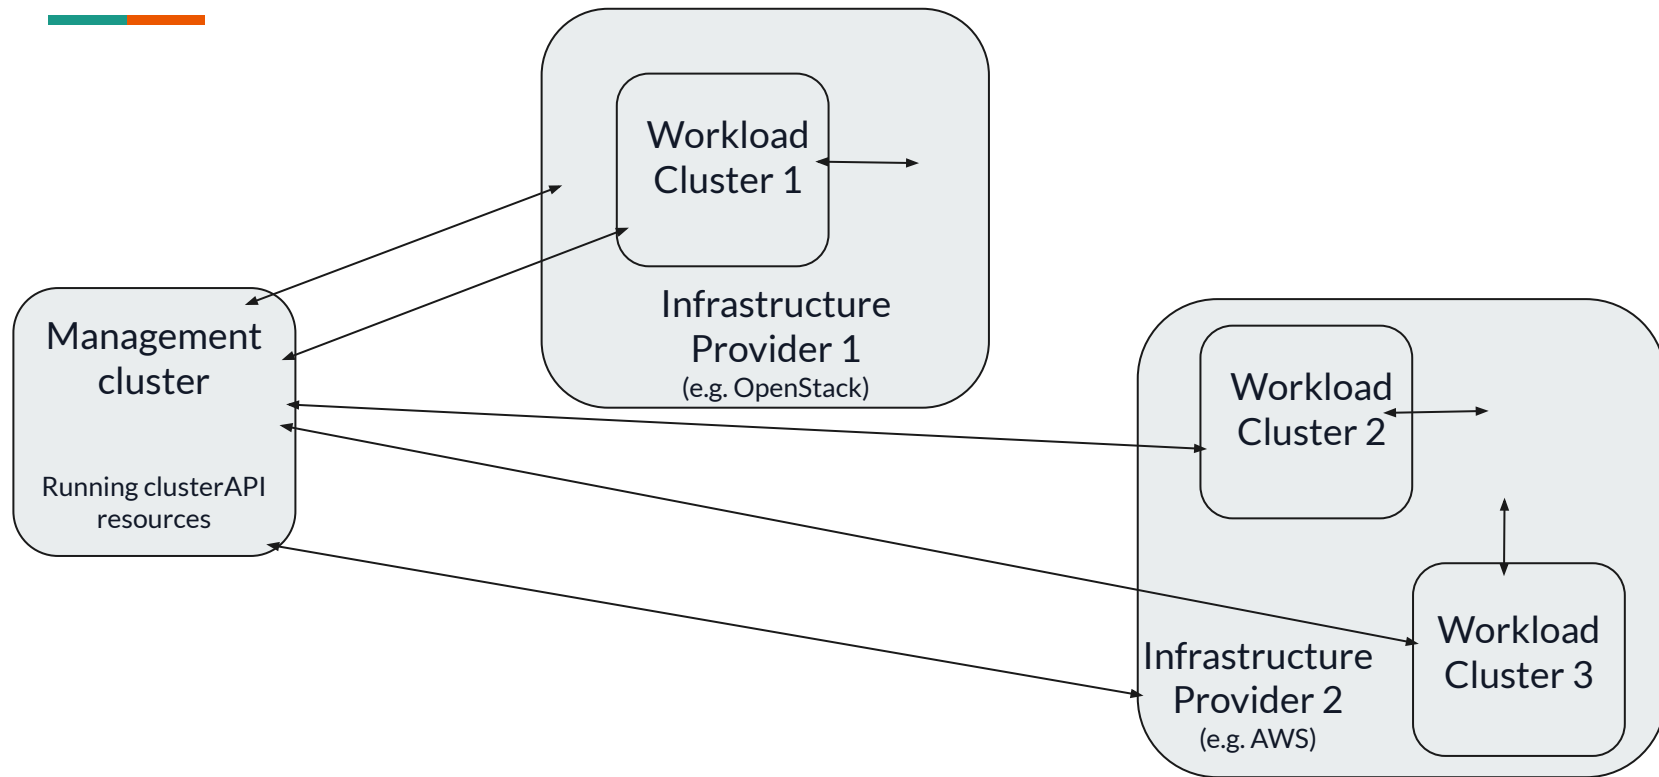 Workload
Cluster 1
Infrastructure
Provider 1
(e.g. OpenStack)
Management
cluster
Running clusterAPI
resources
Workload
Cluster 2
Workload
Cluster 3
Infrastructure
Provider 2
(e.g. AWS)